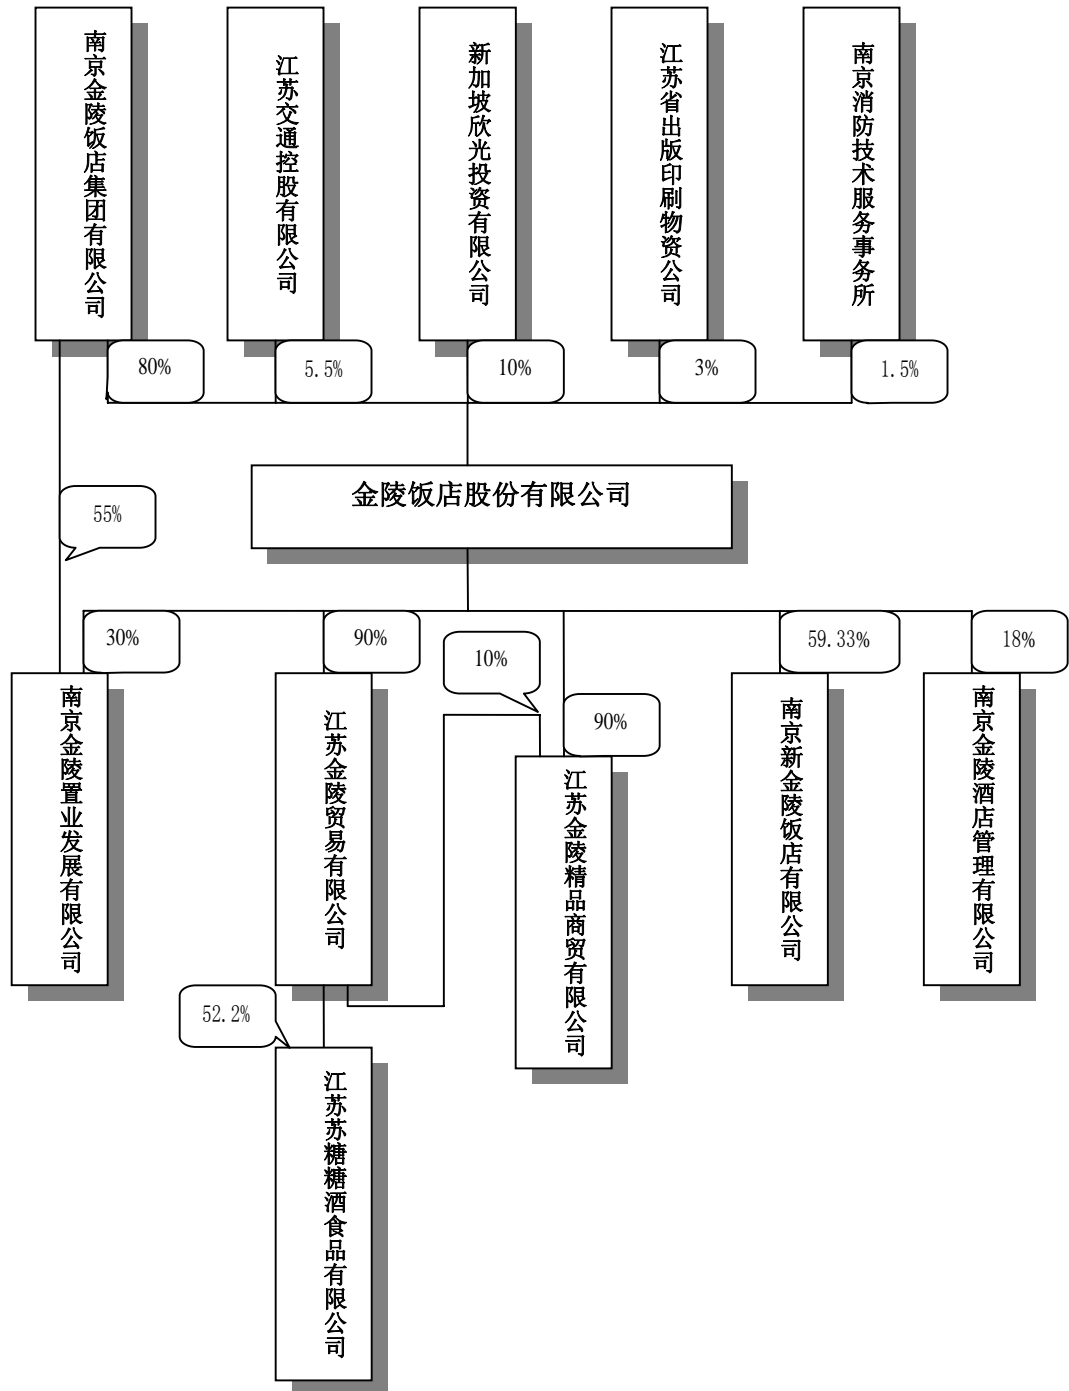 南京金陵饭店集团有限公司
江苏交通控股有限公司
新加坡欣光投资有限公司
江苏省出版印刷物资公司
南京消防技术服务事务所
80%
5.5%
10%
3%
1.5%
金陵饭店股份有限公司
55%
30%
90%
10%
90%
59.33%
18%
南京金陵置业发展有限公司
江苏金陵贸易有限公司
江苏金陵精品商贸有限公司
南京新金陵饭店有限公司
南京金陵酒店管理有限公司
52.2%
江苏苏糖糖酒食品有限公司